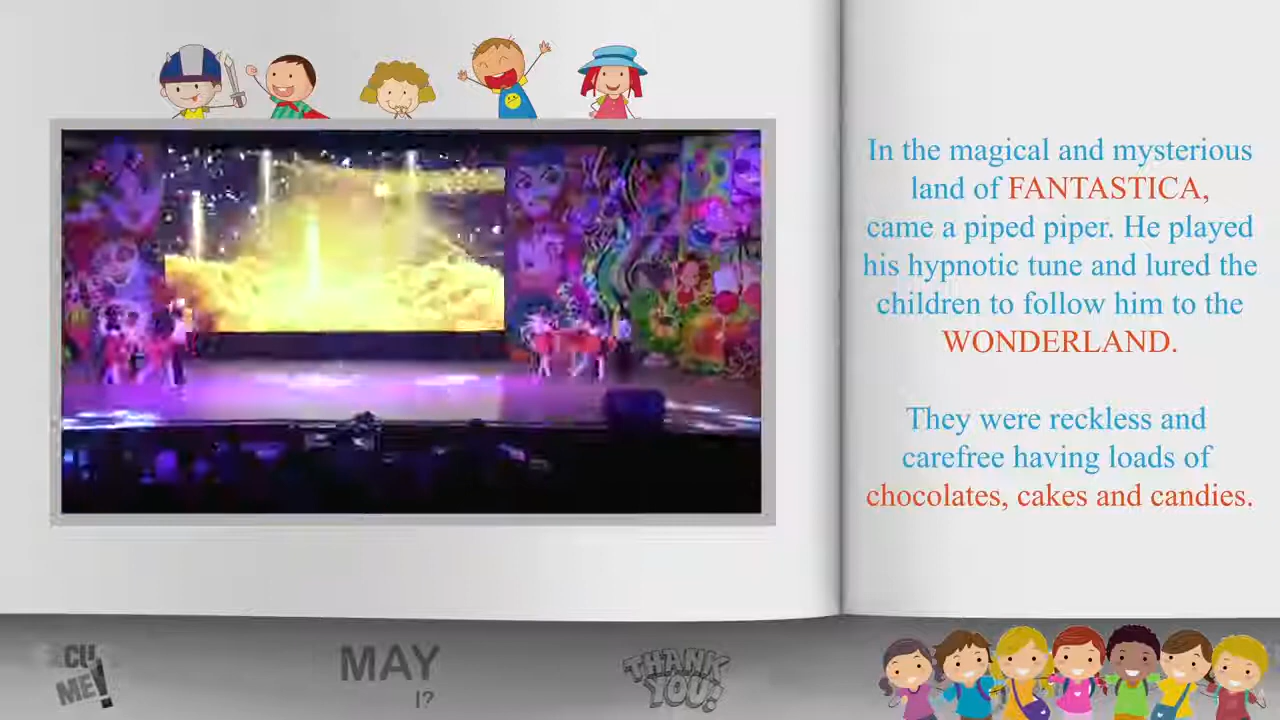 In the magical and mysterious
land of FANTASTICA,
came a piped piper. He played
his hypnotic tune and lured the
children to follow him to the
WONDERLAND.
They were reckless and
carefree having loads of
chocolates, cakes and candies.
CU
ME!
MAY
I?
THANK
YOU!